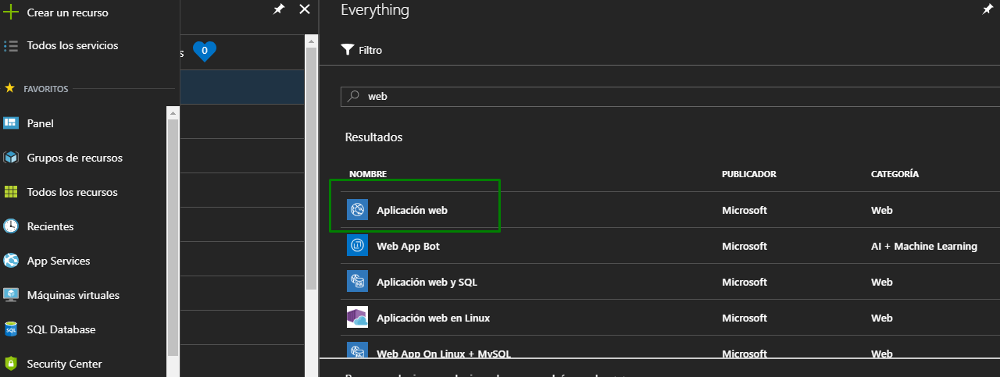 Crear un recurso
Todos los servicios
FAVORITOS
Panel
Grupos de recursos
Todos los recursos
Recientes
App Services
Máquinas virtuales
SQL Database
Security Center
s 0
Everything
Filtro
web
Resultados
NOMBRE PUBLICADOR CATEGORÍA
Aplicación web Microsoft Web
Web App Bot Microsoft AI + Machine Learning
Aplicación web y SQL Microsoft Web
Aplicación web en Linux Microsoft Web
Web App On Linux + MySQL Microsoft Web